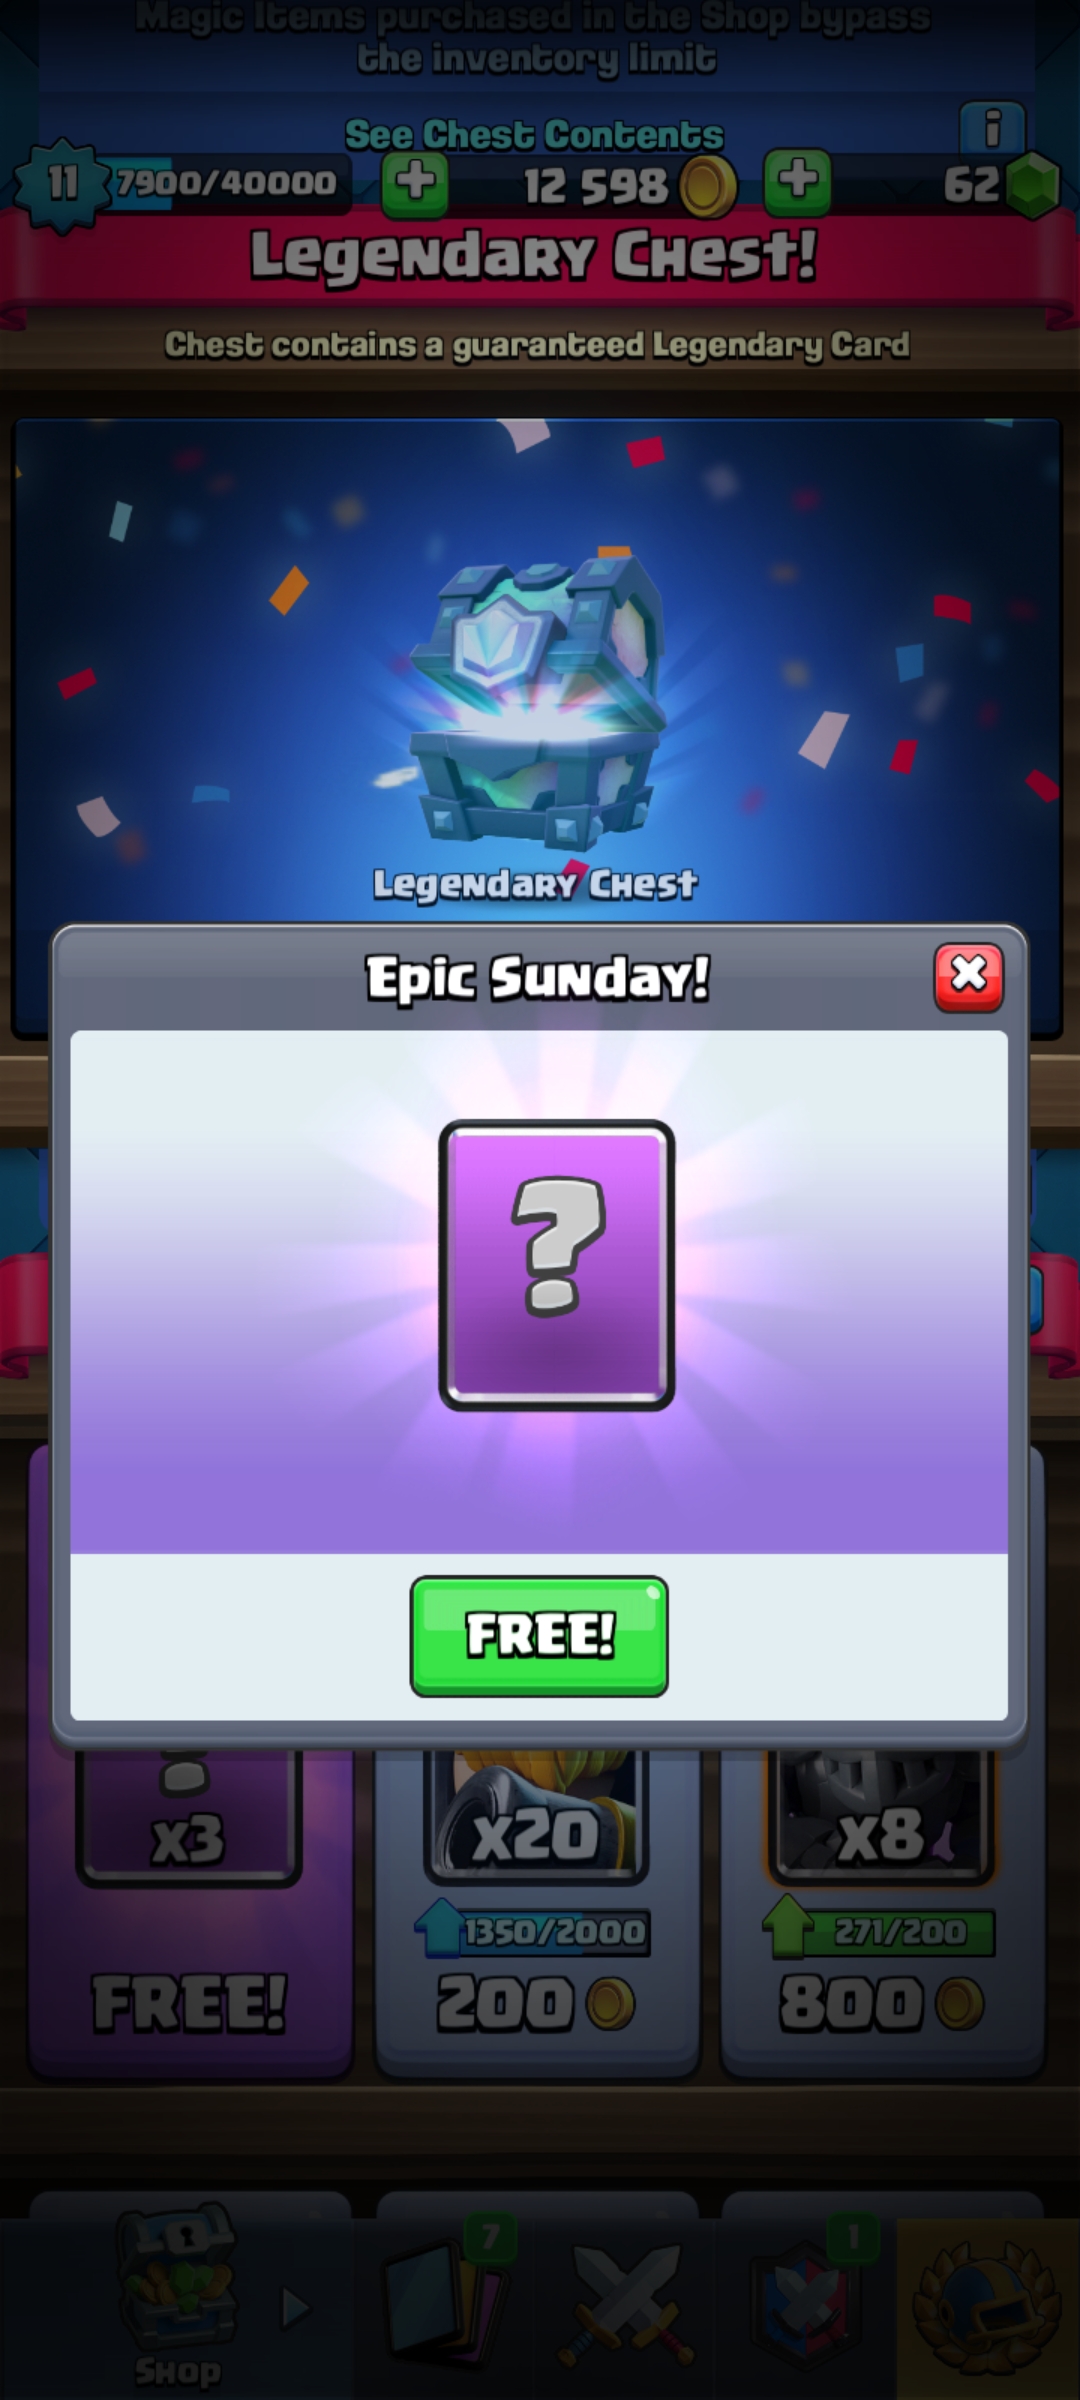 Magic Items purchased in the Shop bypass
the inventory limit
See Chest Contents
i
11
7900/40000
12 598
62
Legendary Chest!
Chest contains a guaranteed Legendary Card
Legendary Chest
Epic Sunday!
?
FREE!
x3
x20
x8
1350/2000
271/200
FREE!
200
800
7
1
Shop